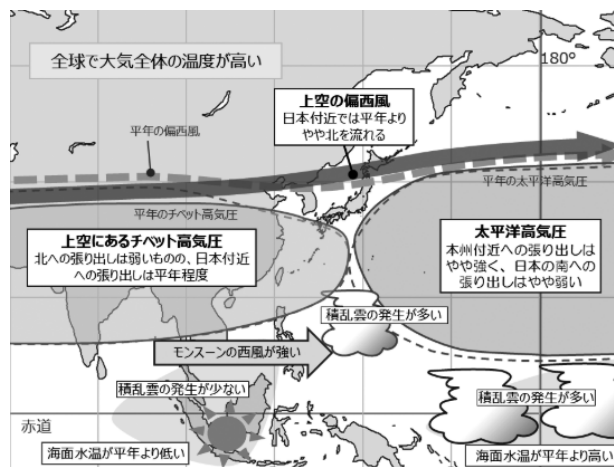 全球で大気全体の温度が高い
180°
上空の偏西風
日本付近では平年より
やや北を流れる
平年の偏西風
平年の太平洋高気圧
平年のチベット高気圧
上空にあるチベット高気圧
北への張り出しは弱いものの、日本付近
への張り出しは平年程度
太平洋高気圧
本州付近への張り出しは
やや強く、日本の南への
張り出しはやや弱い
積乱雲の発生が多い
モンスーンの西風が強い
積乱雲の発生が少ない
積乱雲の発生が多い
赤道
海面水温が平年より低い
海面水温が平年より高い